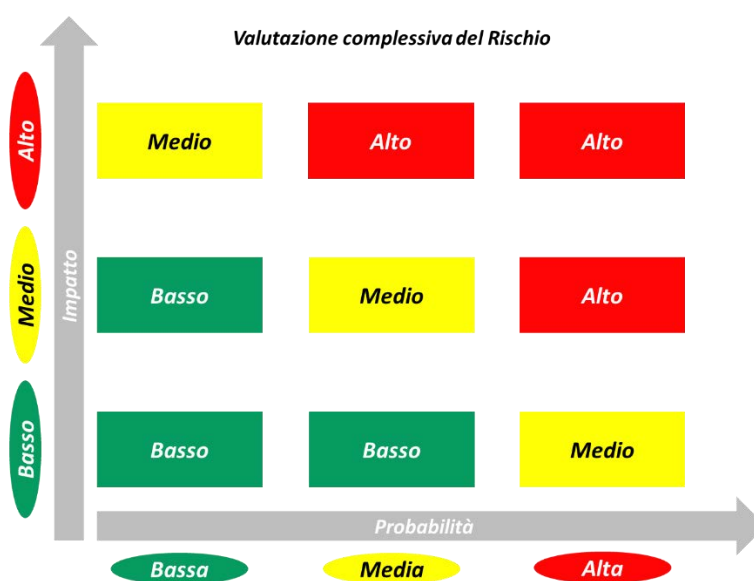 Valutazione complessiva del Rischio
Alto
Medio
Alto
Alto
Impatto
Medio
Basso
Medio
Alto
Basso
Basso
Basso
Medio
Probabilità
Bassa
Media
Alta